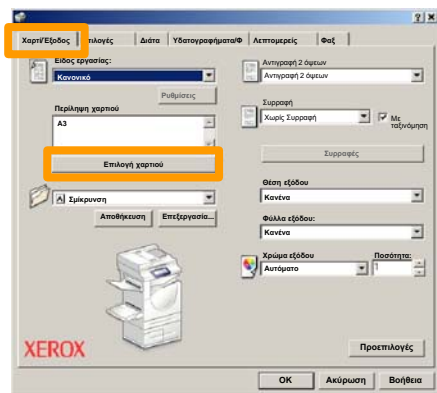 Χαρτί/Έξοδος Επιλογές Διάτα Υδατογραφήματα/Φ Λεπτομερείς Φαξ
Είδος εργασίας:
Κανονικό
Ρυθμίσεις
Περίληψη χαρτιού
A3
Επιλογή χαρτιού
A Σμίκρυνση
Αποθήκευση Επεξεργασία...
XEROX
Αντιγραφή 2 όψεων
Αντιγραφή 2 όψεων
Συρραφή
Χωρίς Συρραφή
Με
ταξινόμηση
Συρραφές
Θέση εξόδου
Κανένα
Φύλλα εξόδου:
Κανένα
Χρώμα εξόδου Ποσότητα:
Αυτόματο 1
Προεπιλογές
OK Ακύρωση Βοήθεια